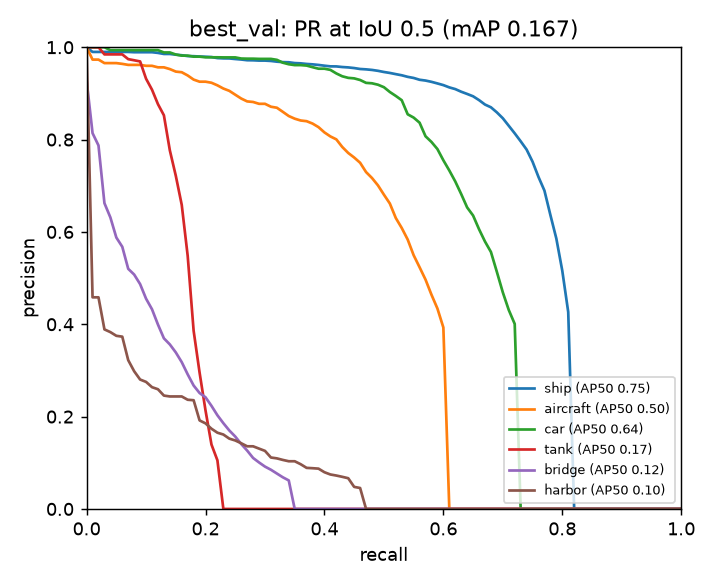 best_val: PR at IoU 0.5 (mAP 0.167)
precision
1.0
0.8
0.6
0.4
0.2
0.0
ship (AP50 0.75)
aircraft (AP50 0.50)
car (AP50 0.64)
tank (AP50 0.17)
bridge (AP50 0.12)
harbor (AP50 0.10)
0.0 0.2 0.4 0.6 0.8 1.0
recall